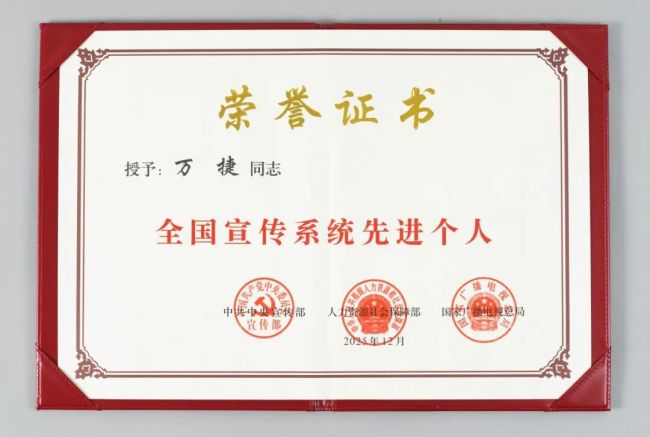 荣誉证书
授予：万捷同志
全国宣传系统先进个人
中共中央宣传部 人力资源社会保障部 国家广播电视总局
2025年12月